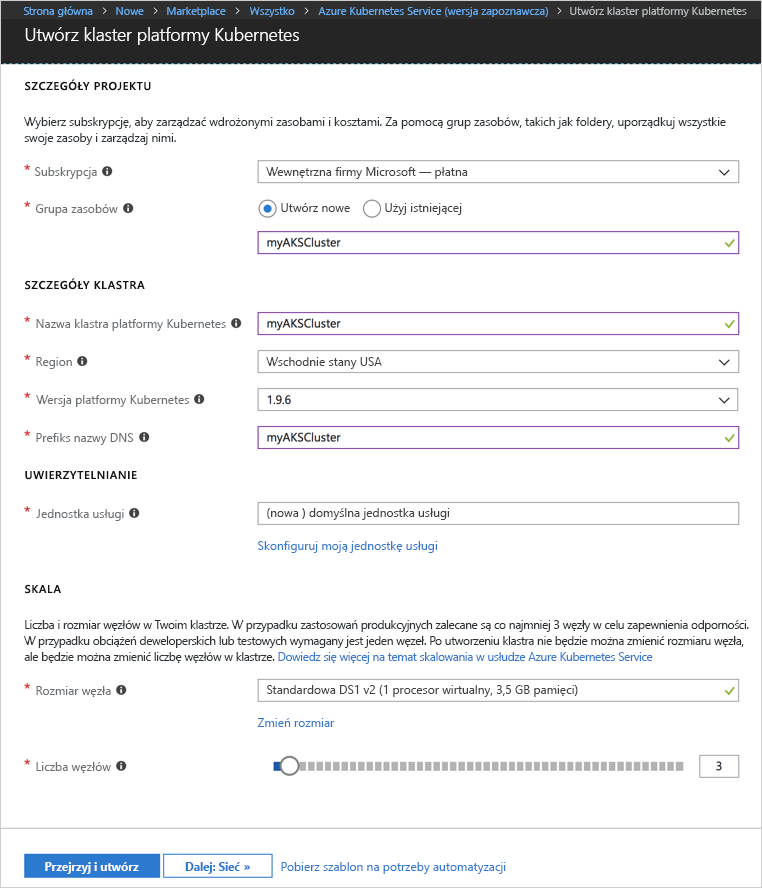 Strona główna > Nowe > Marketplace > Wszystko > Azure Kubernetes Service (wersja zapoznawcza) > Utwórz klaster platformy Kubernetes
Utwórz klaster platformy Kubernetes
SZCZEGÓŁY PROJEKTU
Wybierz subskrypcję, aby zarządzać wdrożonymi zasobami i kosztami. Za pomocą grup zasobów, takich jak foldery, uporządkuj wszystkie
swoje zasoby i zarządzaj nimi.
* Subskrypcja Wewnętrzna firmy Microsoft — płatna
* Grupa zasobów Utwórz nowe Użyj istniejącej
myAKSCluster
SZCZEGÓŁY KLASTRA
* Nazwa klastra platformy Kubernetes myAKSCluster
* Region Wschodnie stany USA
* Wersja platformy Kubernetes 1.9.6
* Prefiks nazwy DNS myAKSCluster
UWIERZYTELNIANIE
* Jednostka usługi (nowa ) domyślna jednostka usługi
Skonfiguruj moją jednostkę usługi
SKALA
Liczba i rozmiar węzłów w Twoim klastrze. W przypadku zastosowań produkcyjnych zalecane są co najmniej 3 węzły w celu zapewnienia odporności.
W przypadku obciążeń deweloperskich lub testowych wymagany jest jeden węzeł. Po utworzeniu klastra nie będzie można zmienić rozmiaru węzła,
ale będzie można zmienić liczbę węzłów w klastrze. Dowiedz się więcej na temat skalowania w usłudze Azure Kubernetes Service
* Rozmiar węzła Standardowa DS1 v2 (1 procesor wirtualny, 3,5 GB pamięci)
Zmień rozmiar
* Liczba węzłów 3
Przejrzyj i utwórz Dalej: Sieć » Pobierz szablon na potrzeby automatyzacji